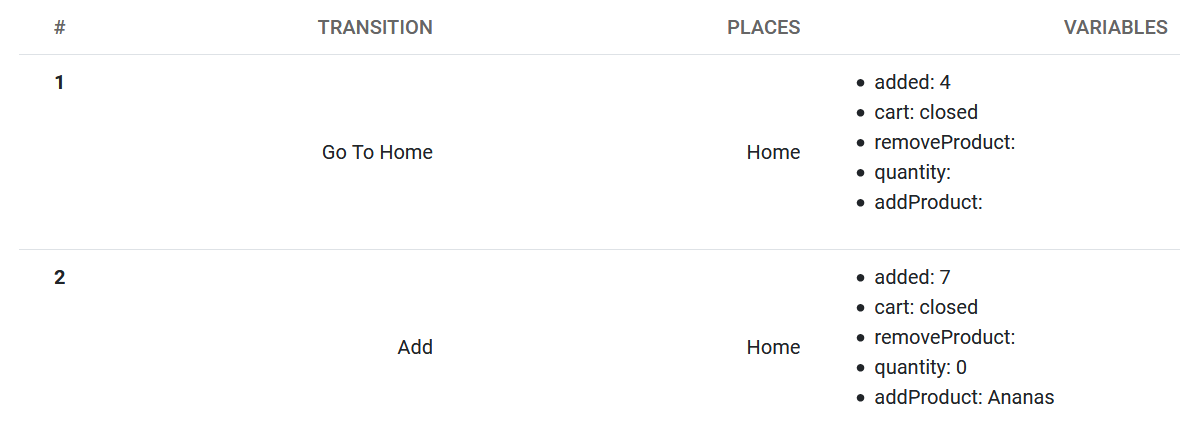 # TRANSITION PLACES VARIABLES
1
added: 4
cart: closed
Go To Home Home removeProduct:
quantity:
addProduct:
2
added: 7
cart: closed
removeProduct:
Add Home
quantity: 0
addProduct: Ananas